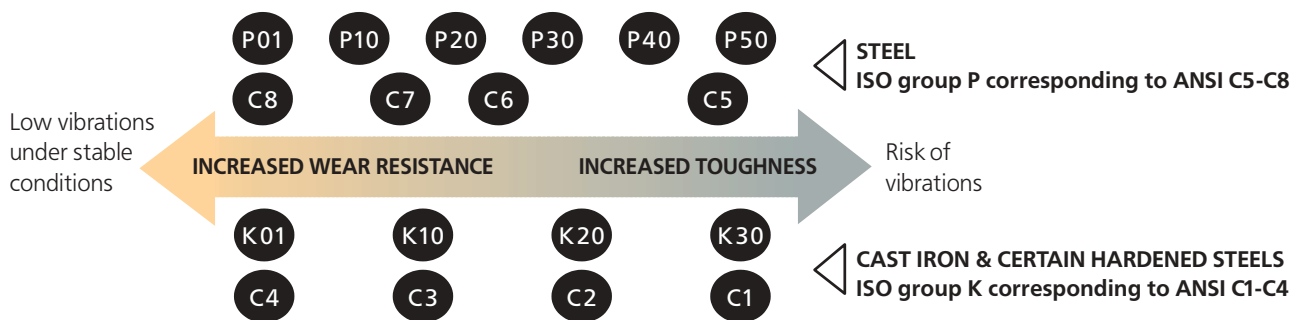 P01 P10 P20 P30 P40 P50
STEEL
ISO group P corresponding to ANSI C5-C8
C8 C7 C6 C5
Low vibrations
under stable
conditions
INCREASED WEAR RESISTANCE INCREASED TOUGHNESS
Risk of
vibrations
K01 K10 K20 K30
CAST IRON & CERTAIN HARDENED STEELS
ISO group K corresponding to ANSI C1-C4
C4 C3 C2 C1